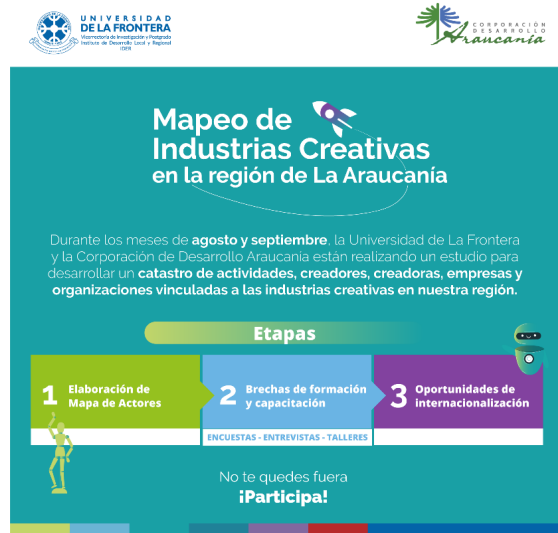 UNIVERSIDAD
DE LA FRONTERA
Vicerrectoría de Investigación y Postgrado
Instituto de Desarrollo Local y Regional
IDER
CORPORACIÓN
DESARROLLO
Araucanía
Mapeo de
Industrias Creativas
en la región de La Araucanía
Durante los meses de agosto y septiembre, la Universidad de La Frontera
y la Corporación de Desarrollo Araucanía están realizando un estudio para
desarrollar un catastro de actividades, creadores, creadoras, empresas y
organizaciones vinculadas a las industrias creativas en nuestra región.
Etapas
1 Elaboración de
Mapa de Actores
2 Brechas de formación
y capacitación
3 Oportunidades de
internacionalización
ENCUESTAS - ENTREVISTAS - TALLERES
No te quedes fuera
¡Participa!